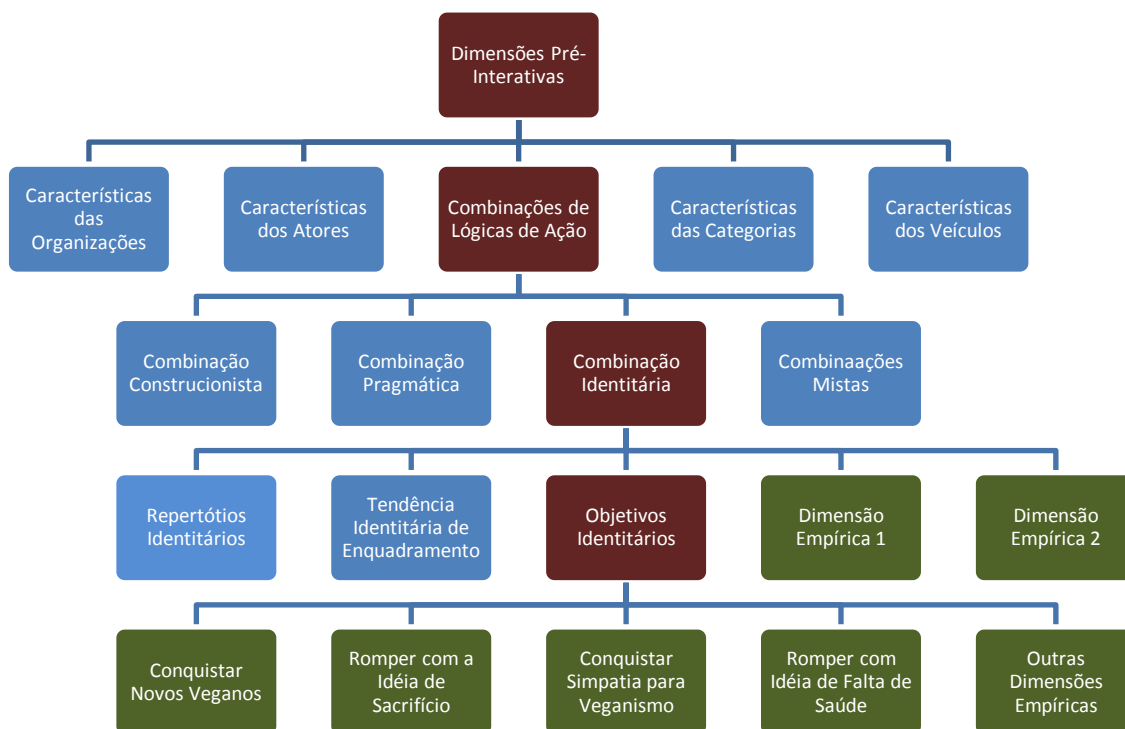 Dimensões Pré-
Interativas
Características
das
Organizações
Características
dos Atores
Combinações de
Lógicas de Ação
Características
das Categorias
Características
dos Veículos
Combinação
Construcionista
Combinação
Pragmática
Combinação
Identitária
Combinaações
Mistas
Repertótios
Identitários
Tendência
Identitária de
Enquadramento
Objetivos
Identitários
Dimensão
Empírica 1
Dimensão
Empírica 2
Conquistar
Novos Veganos
Romper com a
Idéia de
Sacrifício
Conquistar
Simpatia para
Veganismo
Romper com
Idéia de Falta de
Saúde
Outras
Dimensões
Empíricas